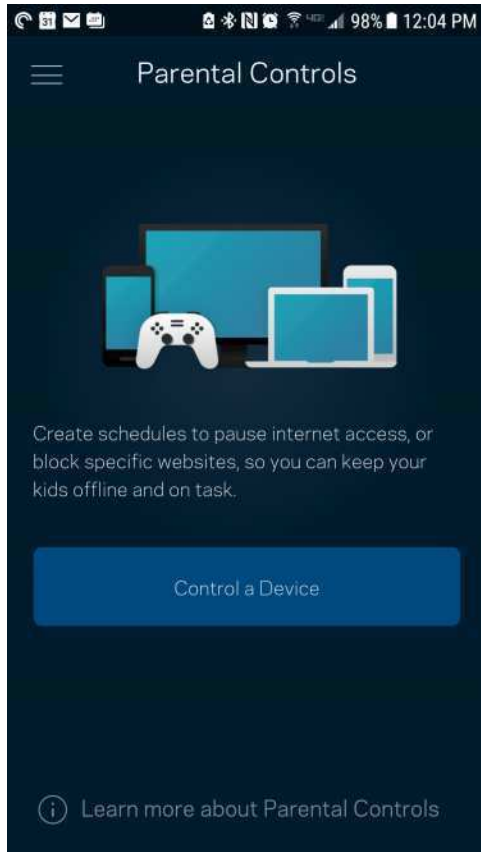 31 98% 12:04 PM
Parental Controls
Create schedules to pause internet access, or
block specific websites, so you can keep your
kids offline and on task.
Control a Device
Learn more about Parental Controls